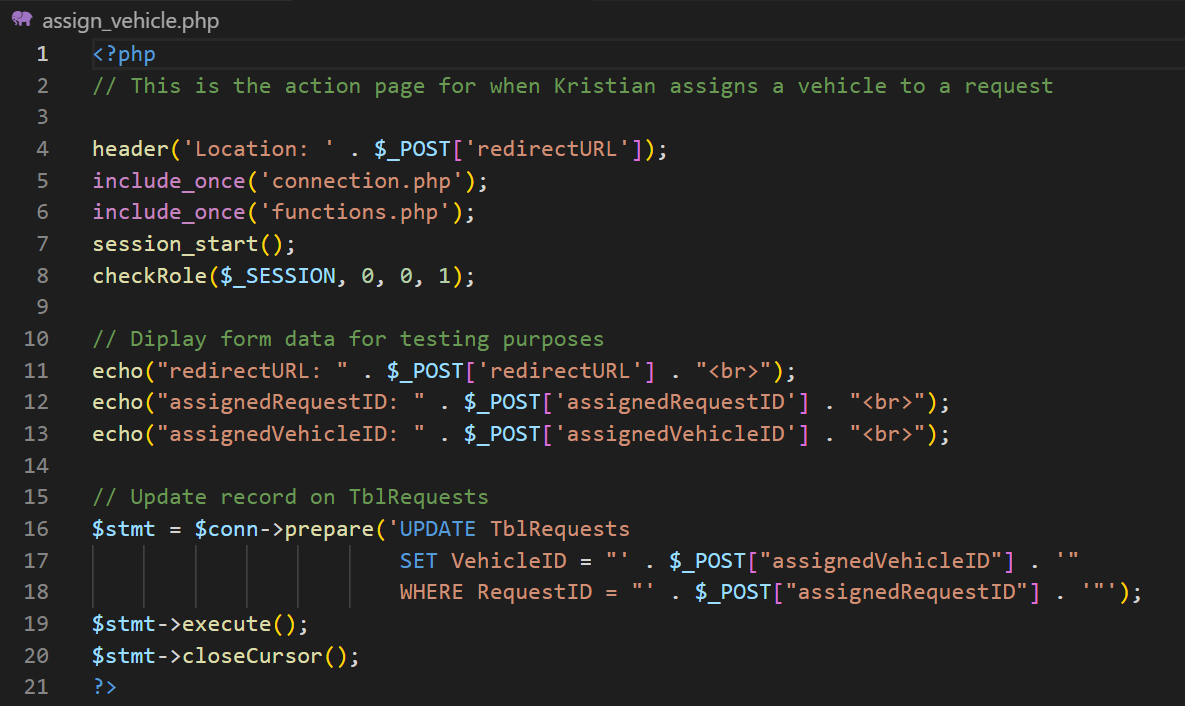 assign_vehicle.php
1 <?php
2 // This is the action page for when Kristian assigns a vehicle to a request
3
4 header('Location: ' . $_POST['redirectURL']);
5 include_once('connection.php');
6 include_once('functions.php');
7 session_start();
8 checkRole($_SESSION, 0, 0, 1);
9
10 // Diplay form data for testing purposes
11 echo("redirectURL: " . $_POST['redirectURL'] . "<br>");
12 echo("assignedRequestID: " . $_POST['assignedRequestID'] . "<br>");
13 echo("assignedVehicleID: " . $_POST['assignedVehicleID'] . "<br>");
14
15 // Update record on TblRequests
16 $stmt = $conn->prepare('UPDATE TblRequests
17                         SET VehicleID = "' . $_POST["assignedVehicleID"] . '"
18                         WHERE RequestID = "' . $_POST["assignedRequestID"] . '"');
19 $stmt->execute();
20 $stmt->closeCursor();
21 ?>